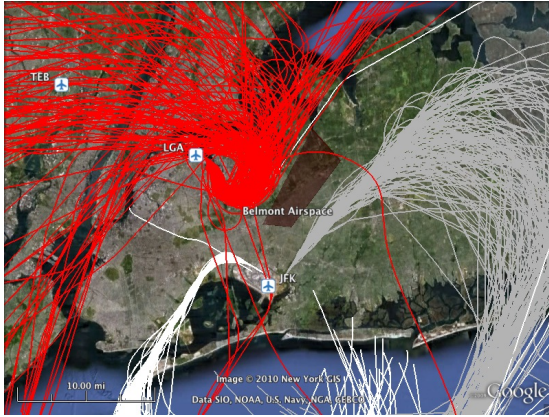 TEB
LGA
Belmont Airspace
JFK
10.00 mi
Image © 2010 New York GIS
Data SIO, NOAA, U.S. Navy, NGA, GEBCO
Google